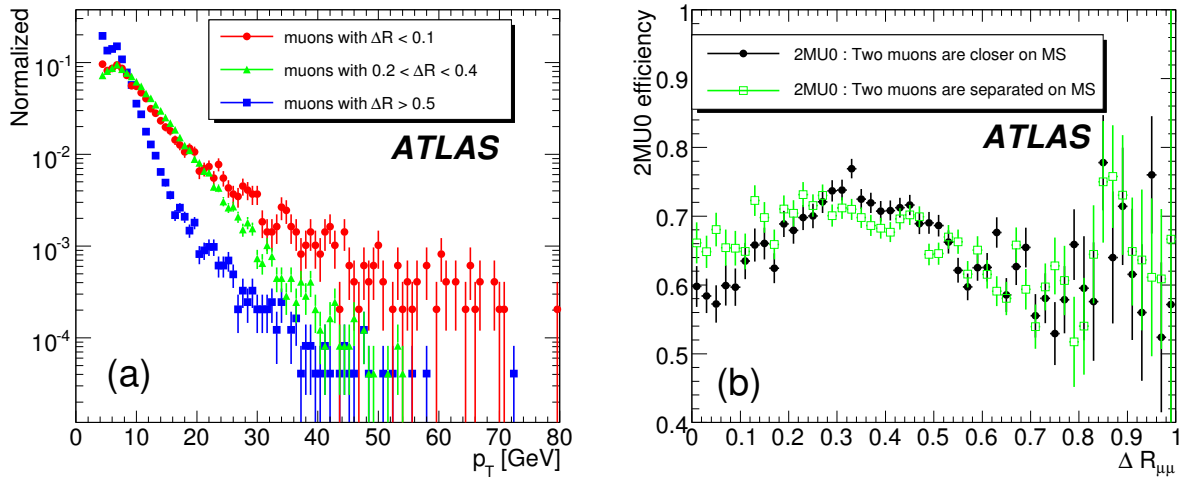 Normalized
10⁻¹
10⁻²
10⁻³
10⁻⁴
muons with ΔR < 0.1
muons with 0.2 < ΔR < 0.4
muons with ΔR > 0.5
ATLAS
(a)
0 10 20 30 40 50 60 70 80
p_T [GeV]
2MU0 efficiency
1
0.9
0.8
0.7
0.6
0.5
0.4
2MU0 : Two muons are closer on MS
2MU0 : Two muons are separated on MS
ATLAS
(b)
0 0.1 0.2 0.3 0.4 0.5 0.6 0.7 0.8 0.9 1
Δ R_μμ